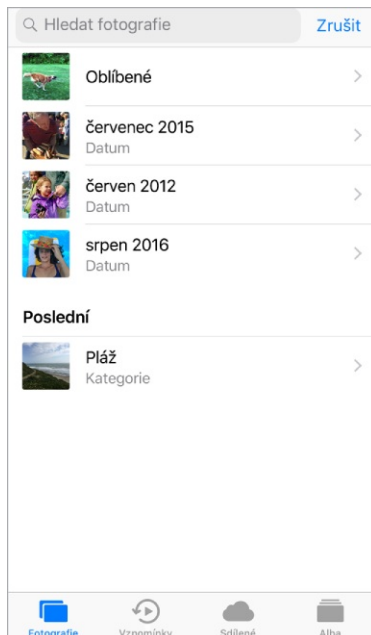 Hledat fotografie
Zrušit
Oblíbené
červenec 2015
Datum
červen 2012
Datum
srpen 2016
Datum
Poslední
Pláž
Kategorie
Fotografie
Vzpomínky
Sdílené
Alba